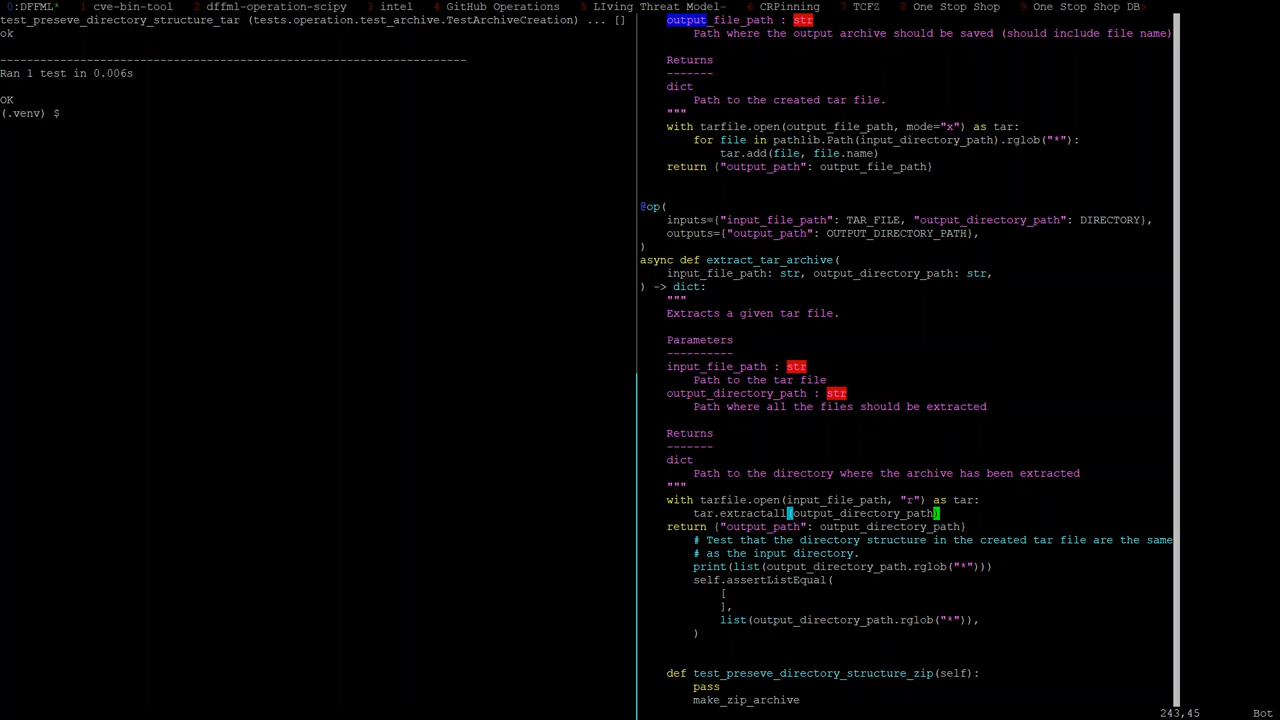 0:DFFML* 1 cve-bin-tool 2 dffml-operation-scipy 3 intel 4 GitHub Operations 5 LIving Threat Model- 6 CRPinning 7 TCFZ 8 One Stop Shop 9 One Stop Shop DB>
test_preseve_directory_structure_tar (tests.operation.test_archive.TestArchiveCreation) ... []
ok
----------------------------------------------------------------------
Ran 1 test in 0.006s
OK
(.venv) $
output_file_path : str
Path where the output archive should be saved (should include file name)
Returns
-------
dict
Path to the created tar file.
"""
with tarfile.open(output_file_path, mode="x") as tar:
for file in pathlib.Path(input_directory_path).rglob("*"):
tar.add(file, file.name)
return {"output_path": output_file_path}
@op(
inputs={"input_file_path": TAR_FILE, "output_directory_path": DIRECTORY},
outputs={"output_path": OUTPUT_DIRECTORY_PATH},
)
async def extract_tar_archive(
input_file_path: str, output_directory_path: str,
) -> dict:
"""
Extracts a given tar file.
Parameters
----------
input_file_path : str
Path to the tar file
output_directory_path : str
Path where all the files should be extracted
Returns
-------
dict
Path to the directory where the archive has been extracted
"""
with tarfile.open(input_file_path, "r") as tar:
tar.extractall(output_directory_path)
return {"output_path": output_directory_path}
# Test that the directory structure in the created tar file are the same
# as the input directory.
print(list(output_directory_path.rglob("*")))
self.assertListEqual(
[
],
list(output_directory_path.rglob("*")),
)
def test_preseve_directory_structure_zip(self):
pass
make_zip_archive
243,45 Bot